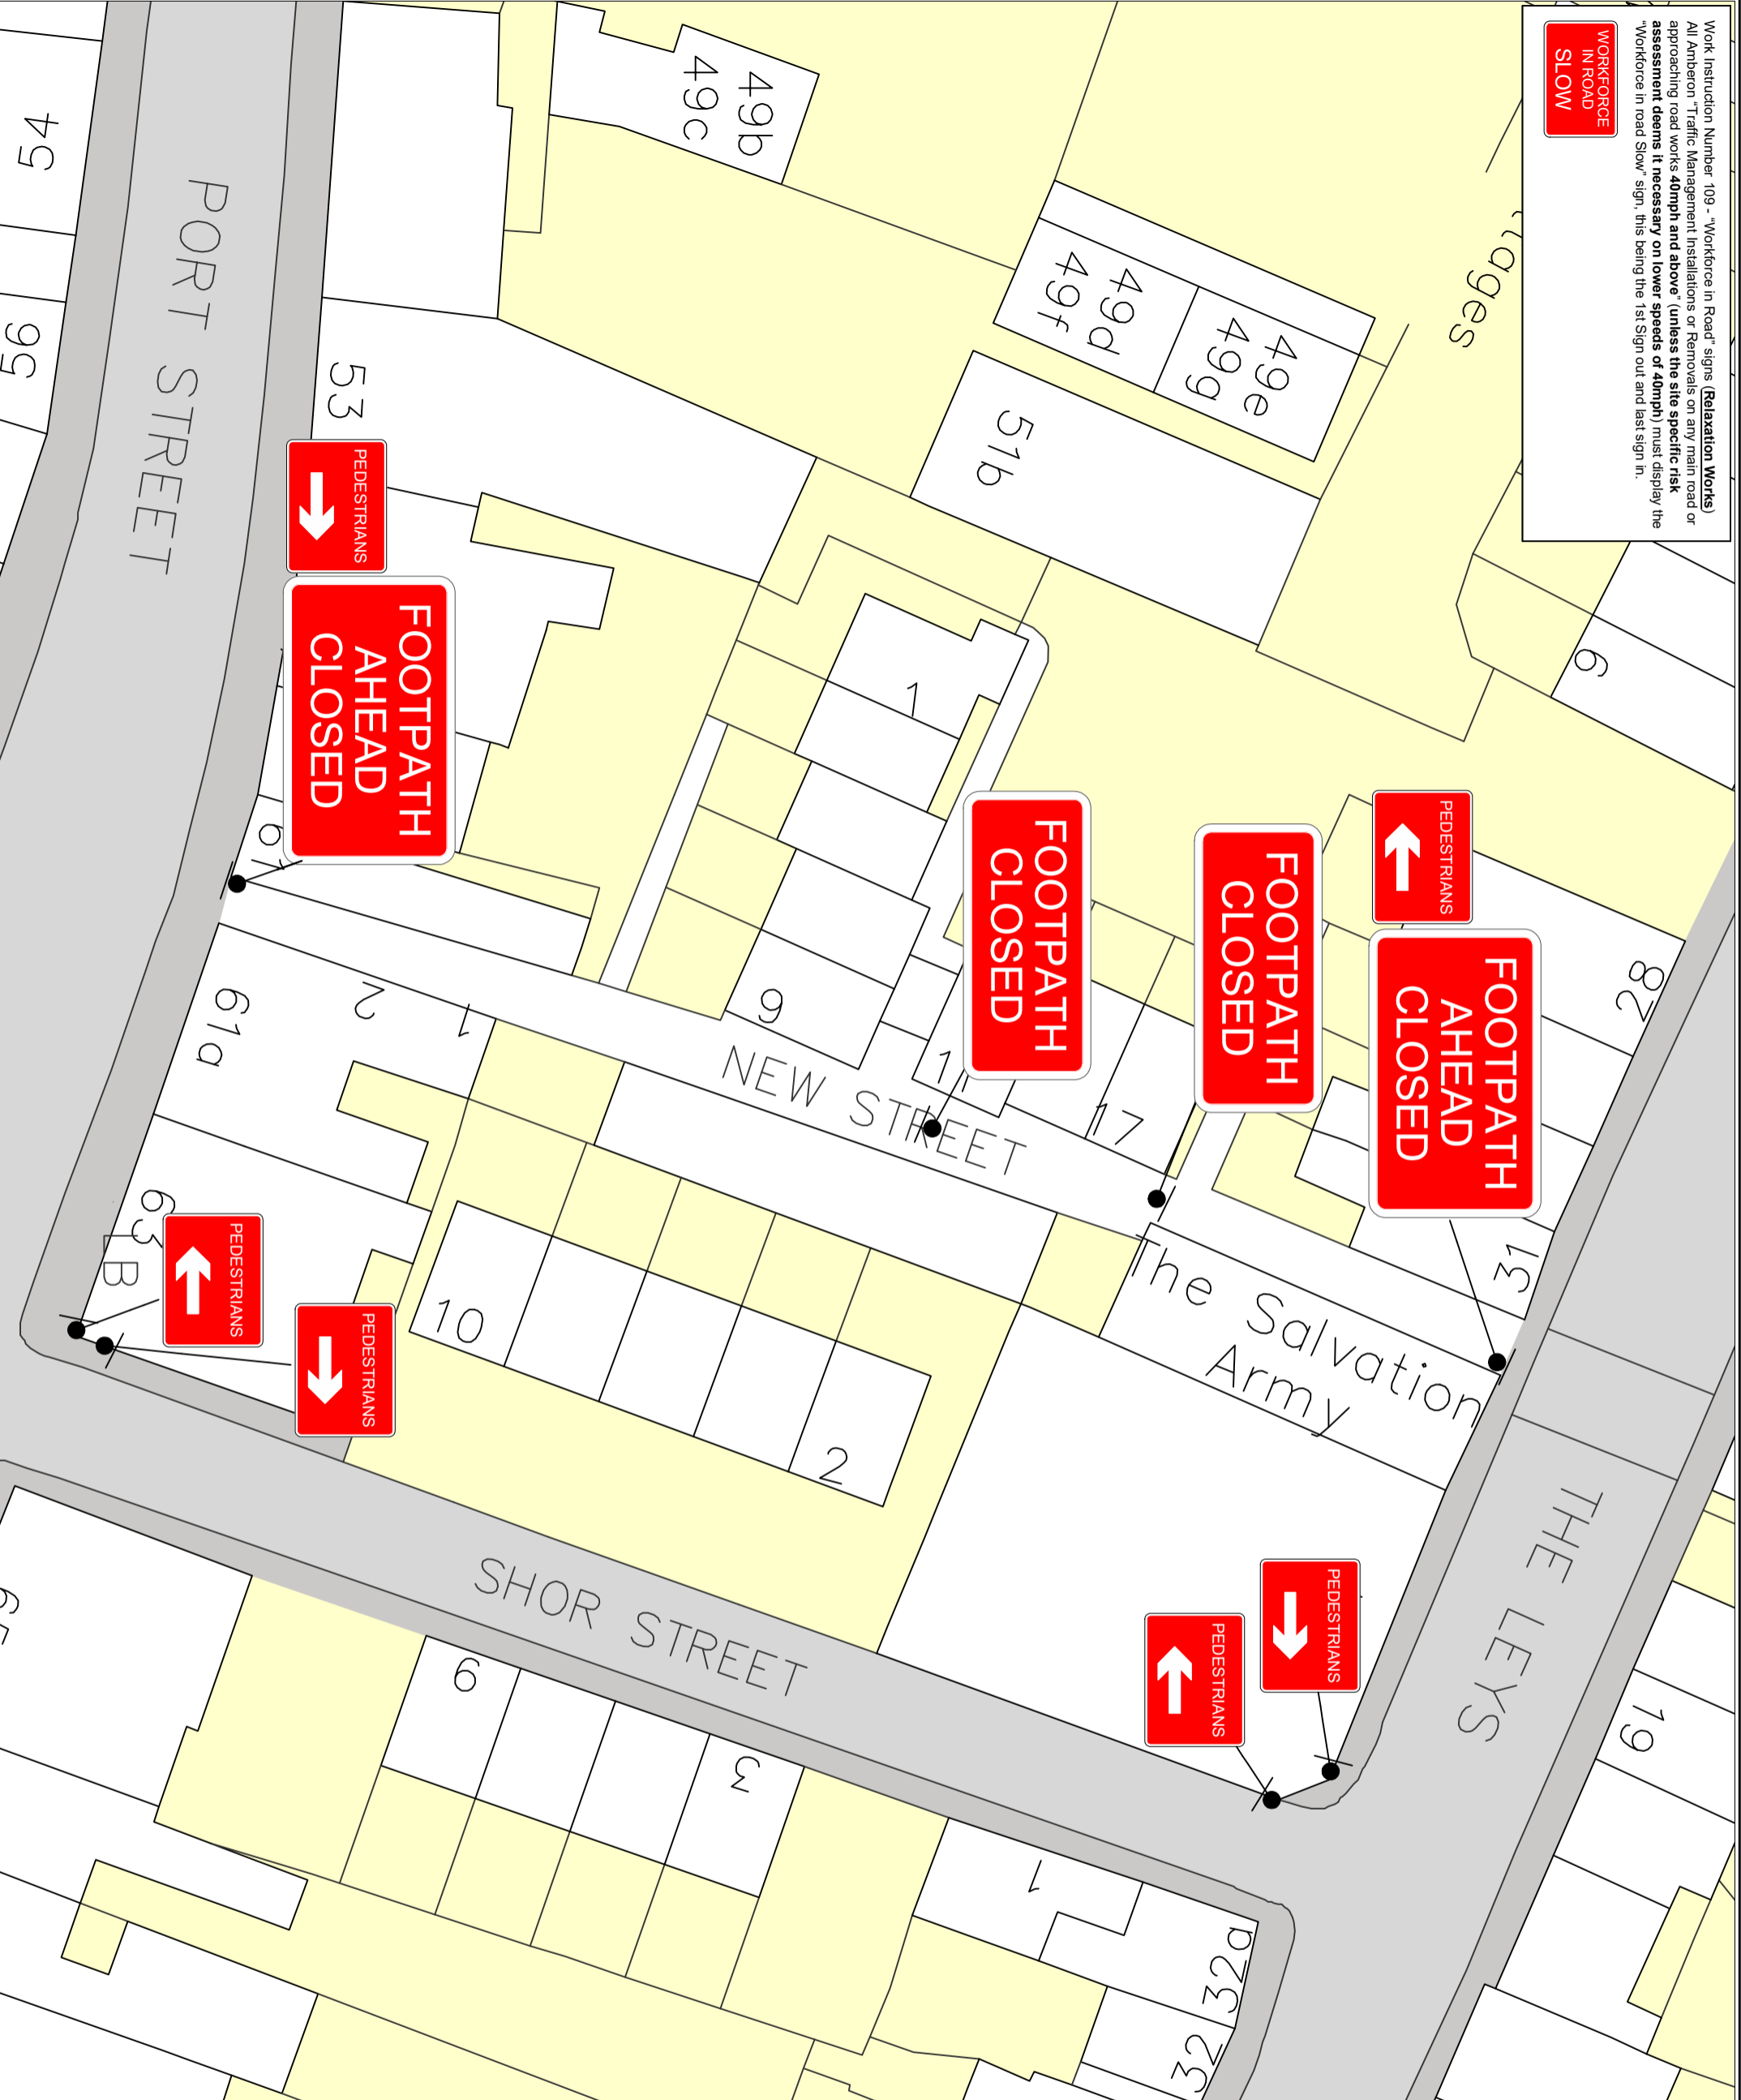 Work Instruction Number 109 - "Workforce in Road" signs (Relaxation Works)
All Amberon "Traffic Management Installations or Removals on any main road or
approaching road works 40mph and above" (unless the site specific risk
assessment deems it necessary on lower speeds of 40mph) must display the
"Workforce in road Slow" sign, this being the 1st Sign out and last sign in.
WORKFORCE
IN ROAD
SLOW
49b
49c
49d
49f
49e
49g
51b
53
54
56
6
1
9
17
28
31
PORT STREET
PEDESTRIANS
FOOTPATH
AHEAD
CLOSED
FOOTPATH
CLOSED
FOOTPATH
CLOSED
PEDESTRIANS
FOOTPATH
AHEAD
CLOSED
NEW STREET
61a
2
1
63
LB
PEDESTRIANS
PEDESTRIANS
10
2
The Salvation
Army
THE LEYS
PEDESTRIANS
PEDESTRIANS
SHOR STREET
6
3
1
19
32a
32